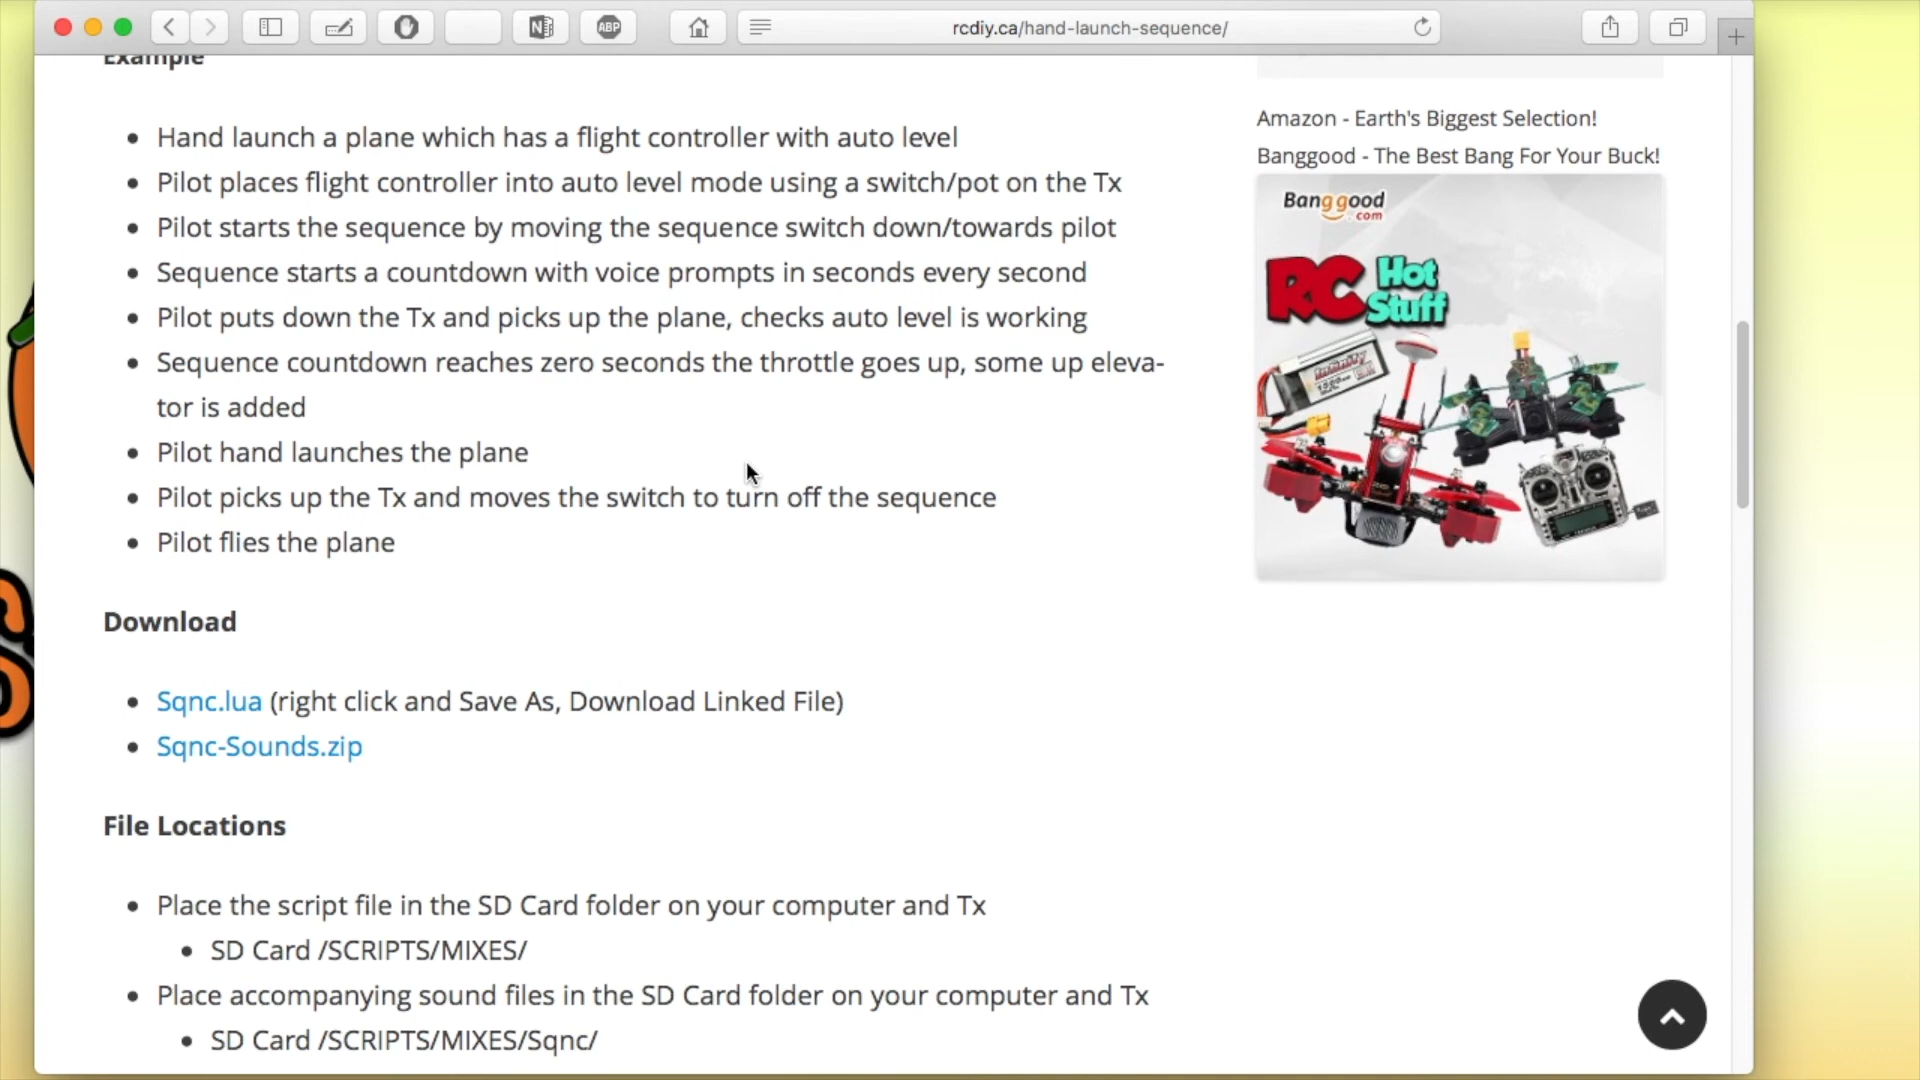 rcdiy.ca/hand-launch-sequence/
Example
Hand launch a plane which has a flight controller with auto level
Pilot places flight controller into auto level mode using a switch/pot on the Tx
Pilot starts the sequence by moving the sequence switch down/towards pilot
Sequence starts a countdown with voice prompts in seconds every second
Pilot puts down the Tx and picks up the plane, checks auto level is working
Sequence countdown reaches zero seconds the throttle goes up, some up eleva-
tor is added
Pilot hand launches the plane
Pilot picks up the Tx and moves the switch to turn off the sequence
Pilot flies the plane
Download
Sqnc.lua (right click and Save As, Download Linked File)
Sqnc-Sounds.zip
File Locations
Place the script file in the SD Card folder on your computer and Tx
SD Card /SCRIPTS/MIXES/
Place accompanying sound files in the SD Card folder on your computer and Tx
SD Card /SCRIPTS/MIXES/Sqnc/
Amazon - Earth's Biggest Selection!
Banggood - The Best Bang For Your Buck!
Banggood
.com
RC Hot
Stuff
ABP
N